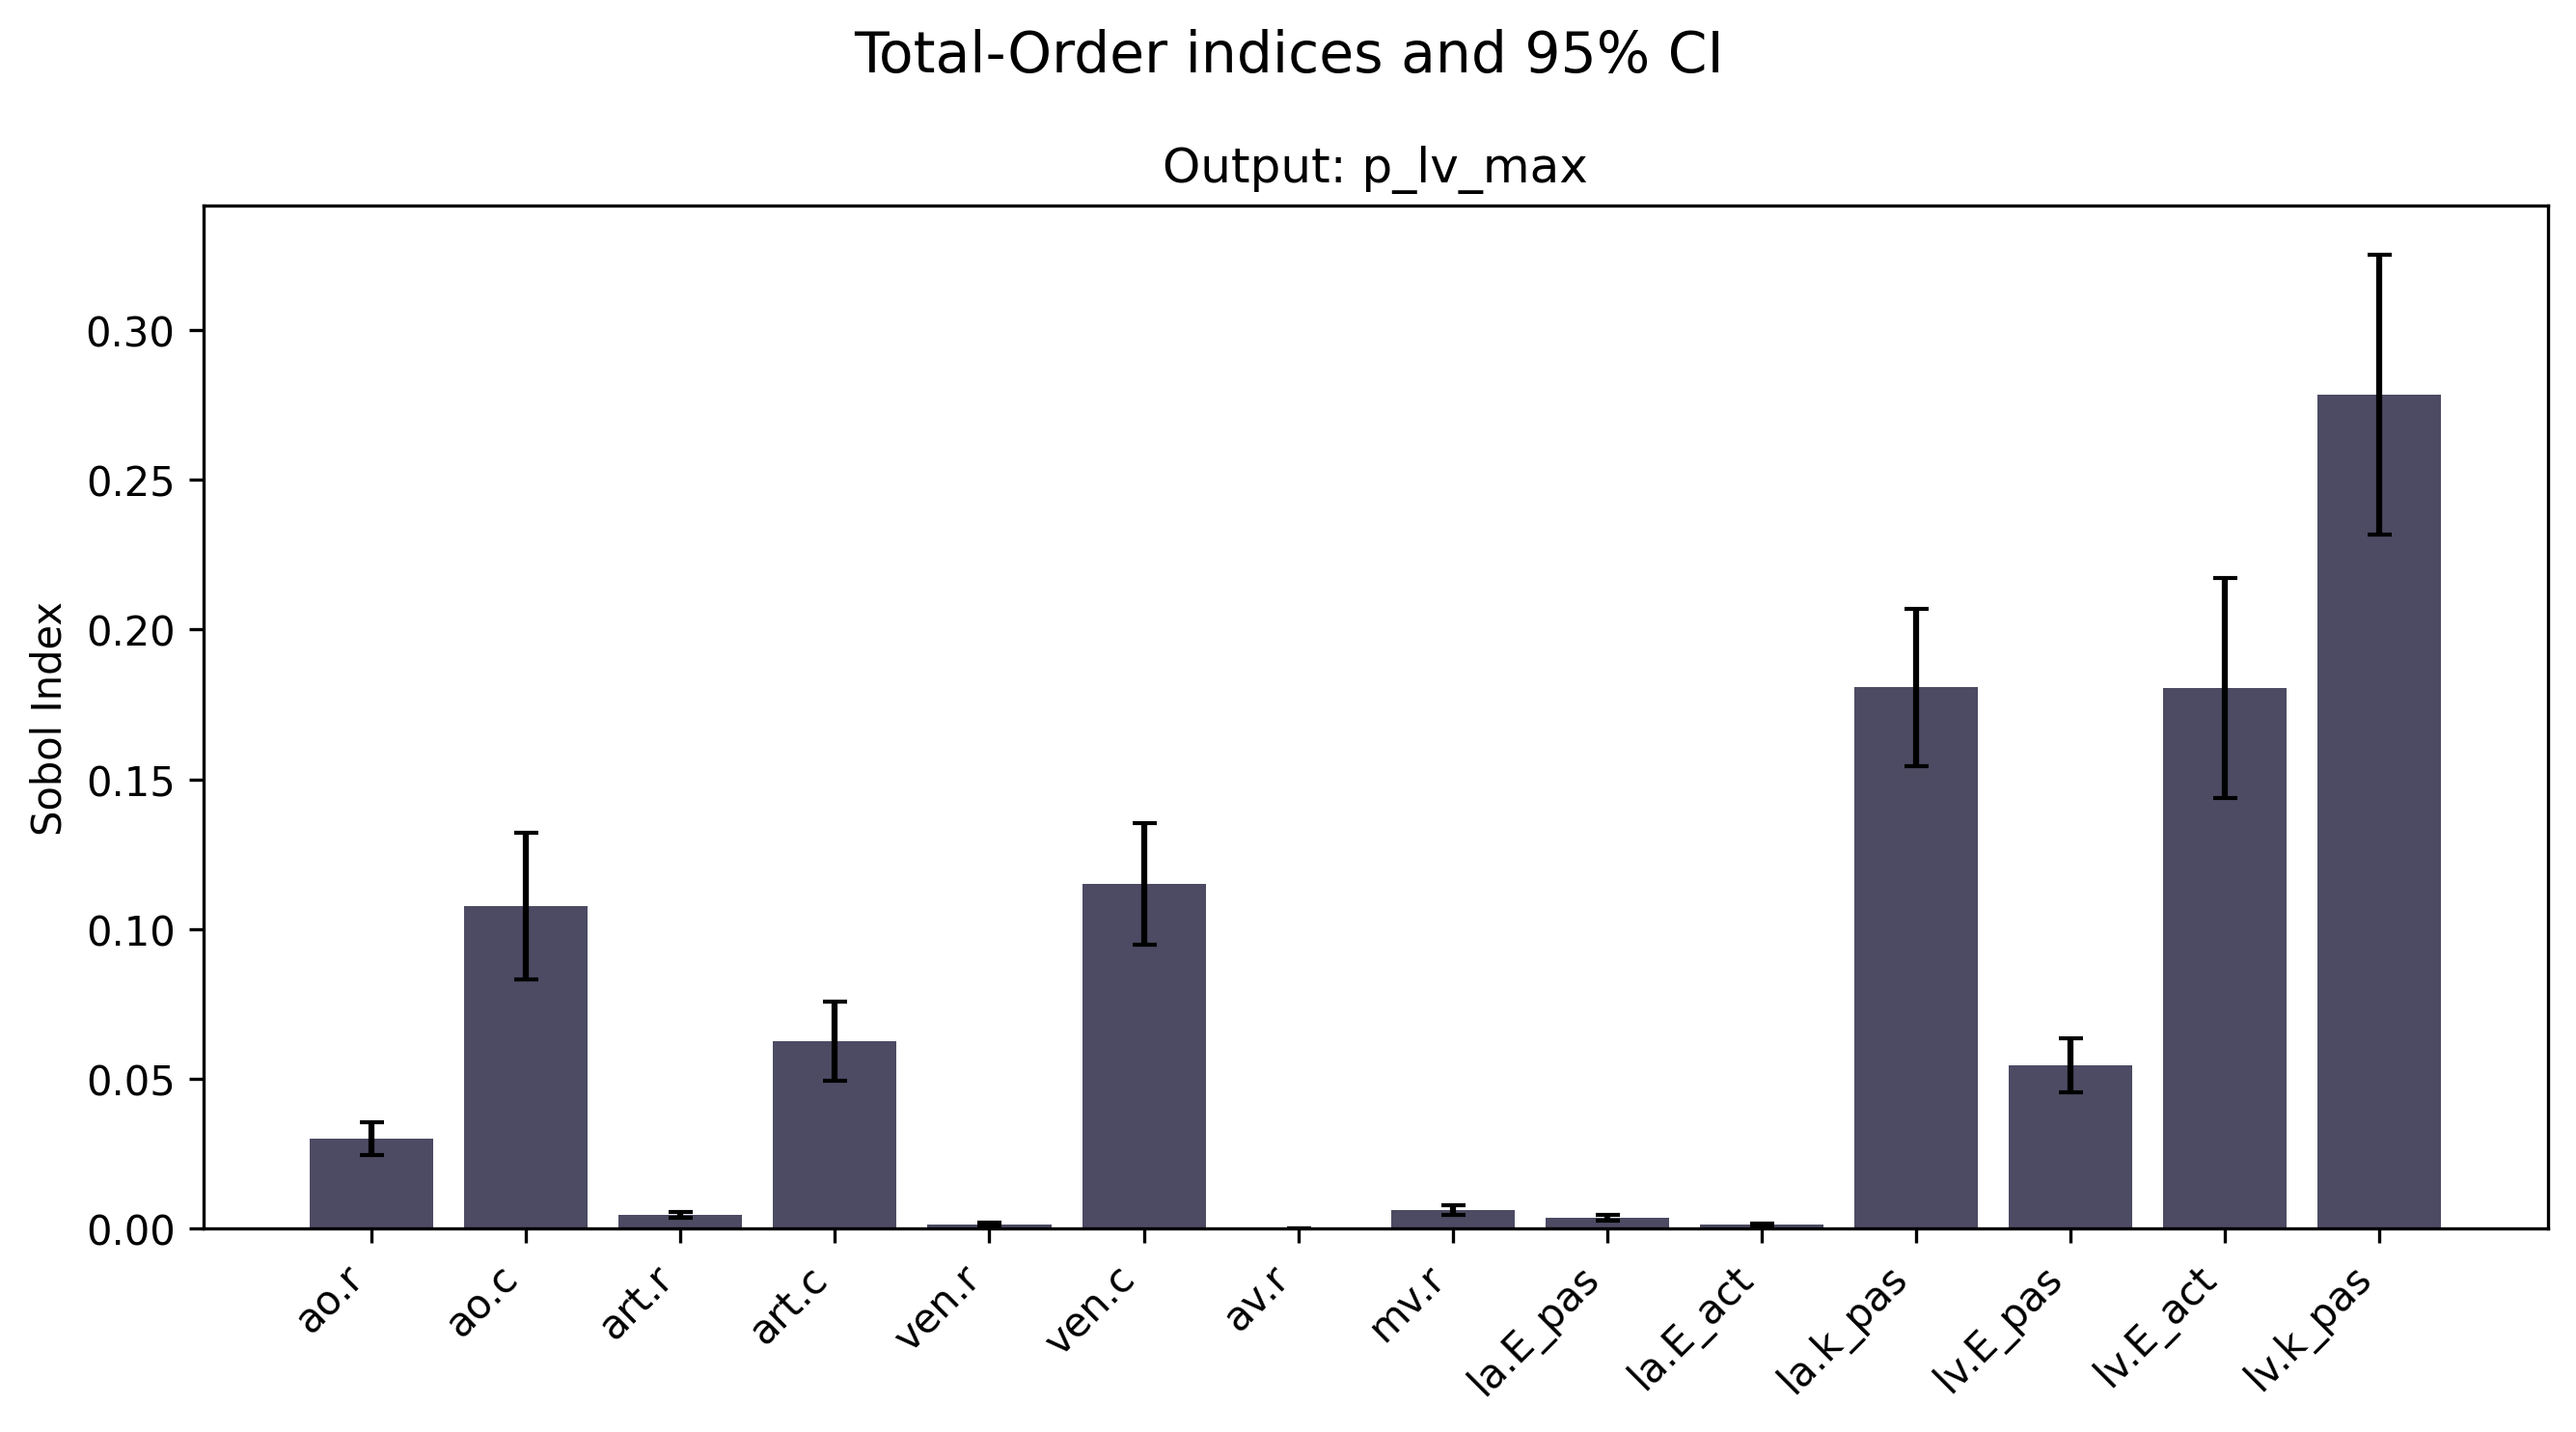 Total-Order indices and 95% CI
Output: p_lv_max
Sobol Index
0.30
0.25
0.20
0.15
0.10
0.05
0.00
ao.r
ao.c
art.r
art.c
ven.r
ven.c
av.r
mv.r
la.E_pas
la.E_act
la.k_pas
lv.E_pas
lv.E_act
lv.k_pas